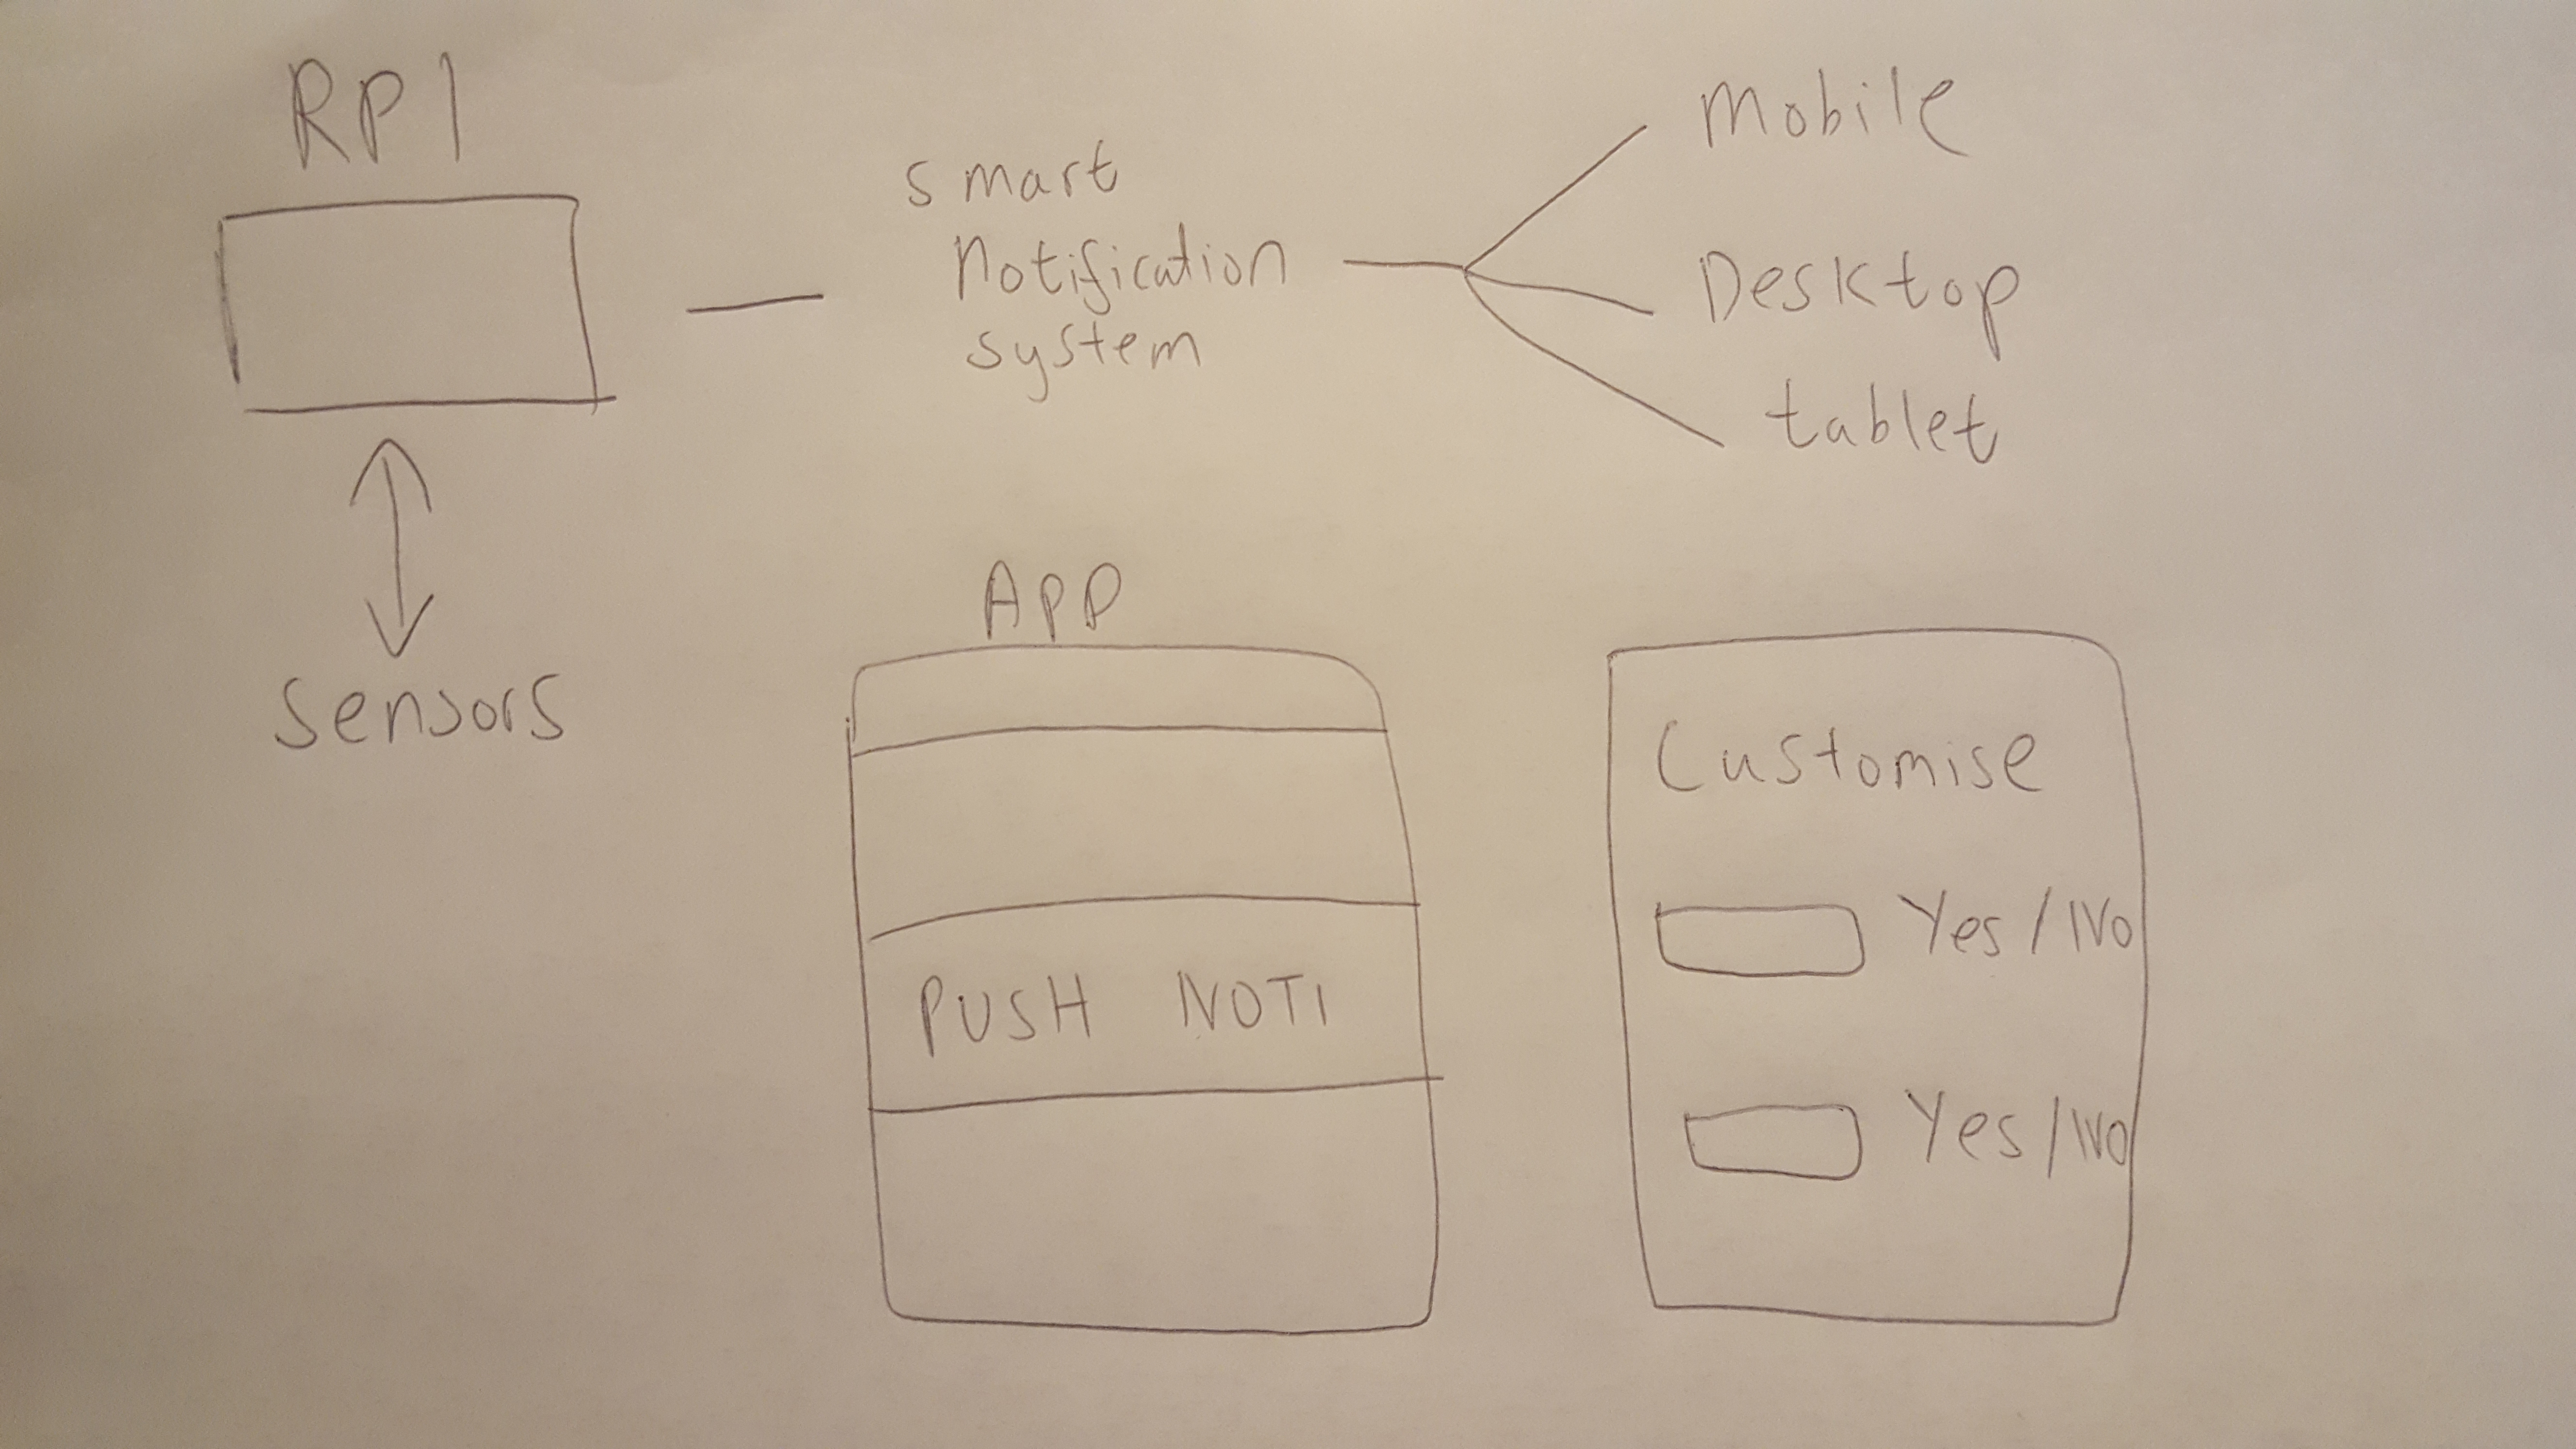 RPI
smart
Notification
system
Mobile
Desktop
tablet
Sensors
APP
PUSH NOTI
Customise
Yes/No
Yes/No